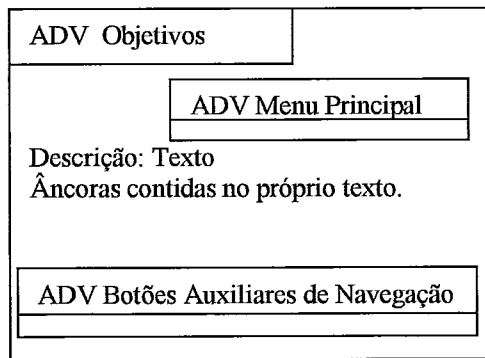 ADV Objetivos
ADV Menu Principal
Descrição: Texto
Âncoras contidas no próprio texto.
ADV Botões Auxiliares de Navegação